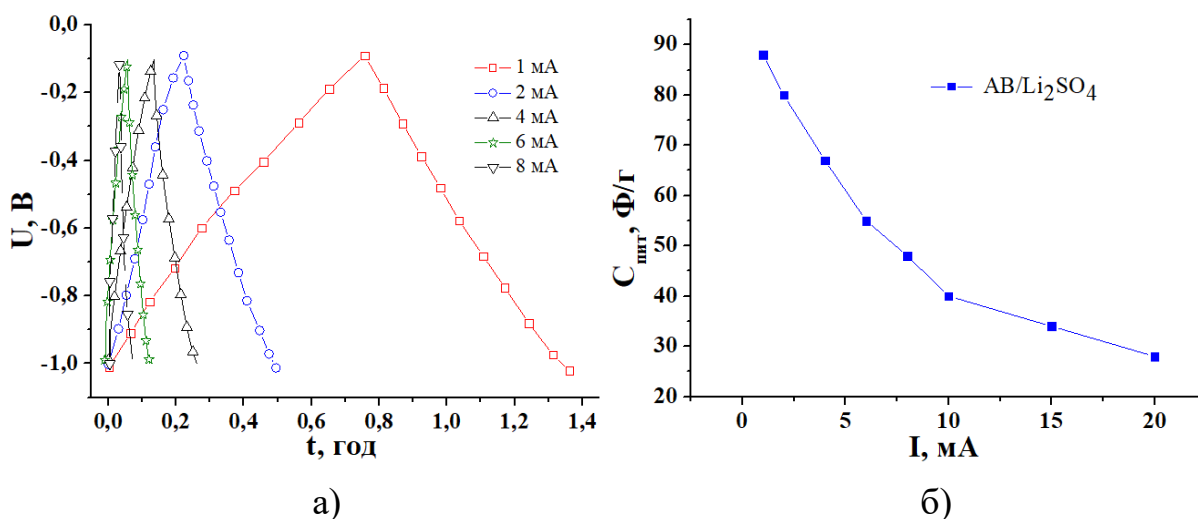 0,0
-0,2
-0,4
-0,6
-0,8
-1,0
U, В
0,0 0,2 0,4 0,6 0,8 1,0 1,2 1,4
t, год
1 мА
2 мА
4 мА
6 мА
8 мА
а)
90
80
70
60
50
40
30
20
Cпит, Ф/г
0 5 10 15 20
I, мА
АВ/Li2SO4
б)